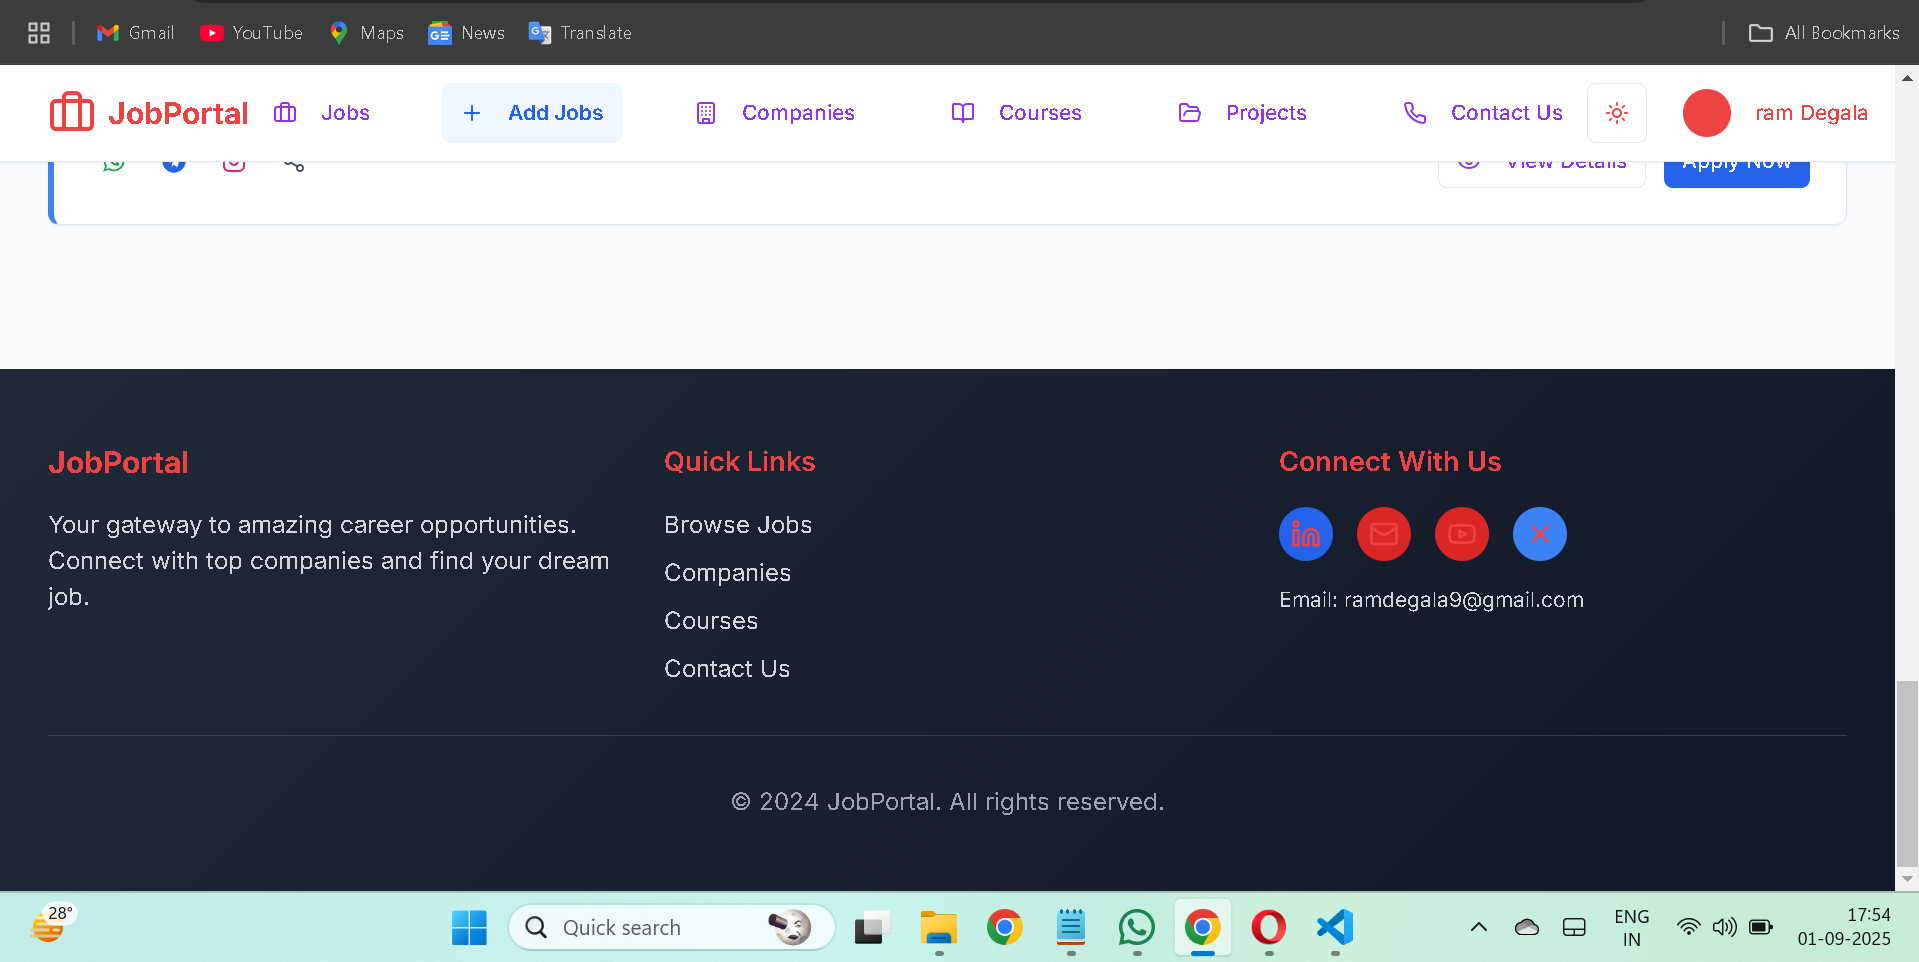 Gmail
YouTube
Maps
News
Translate
All Bookmarks
JobPortal
Jobs
Add Jobs
Companies
Courses
Projects
Contact Us
ram Degala
View Details
Apply Now
JobPortal
Your gateway to amazing career opportunities.
Connect with top companies and find your dream
job.
Quick Links
Browse Jobs
Companies
Courses
Contact Us
Connect With Us
Email: ramdegala9@gmail.com
© 2024 JobPortal. All rights reserved.
28°
Quick search
ENG
IN
17:54
01-09-2025